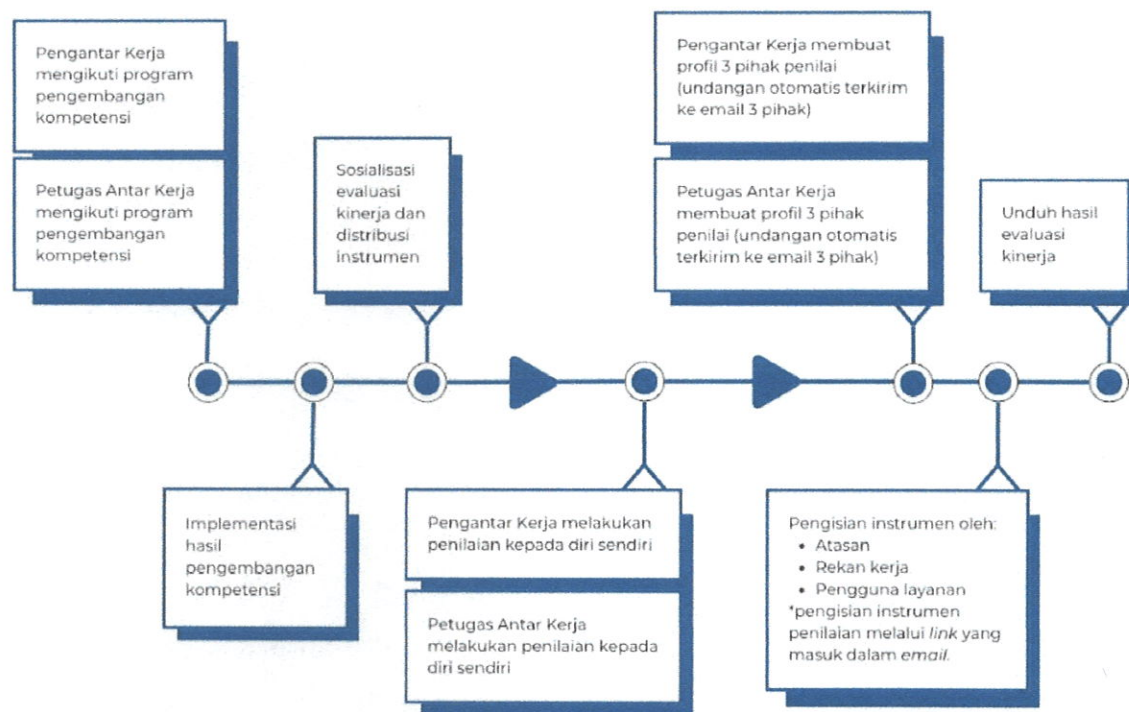 Pengantar Kerja
mengikuti program
pengembangan
kompetensi
Petugas Antar Kerja
mengikuti program
pengembangan
kompetensi
Implementasi
hasil
pengembangan
kompetensi
Sosialisasi
evaluasi
kinerja dan
distribusi
instrumen
Pengantar Kerja melakukan
penilaian kepada diri sendiri
Petugas Antar Kerja
melakukan penilaian kepada
diri sendiri
Pengantar Kerja membuat
profil 3 pihak penilai
(undangan otomatis terkirim
ke email 3 pihak)
Petugas Antar Kerja
membuat profil 3 pihak
penilai (undangan otomatis
terkirim ke email 3 pihak)
Pengisian instrumen oleh:
• Atasan
• Rekan kerja
• Pengguna layanan
*pengisian instrumen
penilaian melalui link yang
masuk dalam email.
Unduh hasil
evaluasi
kinerja